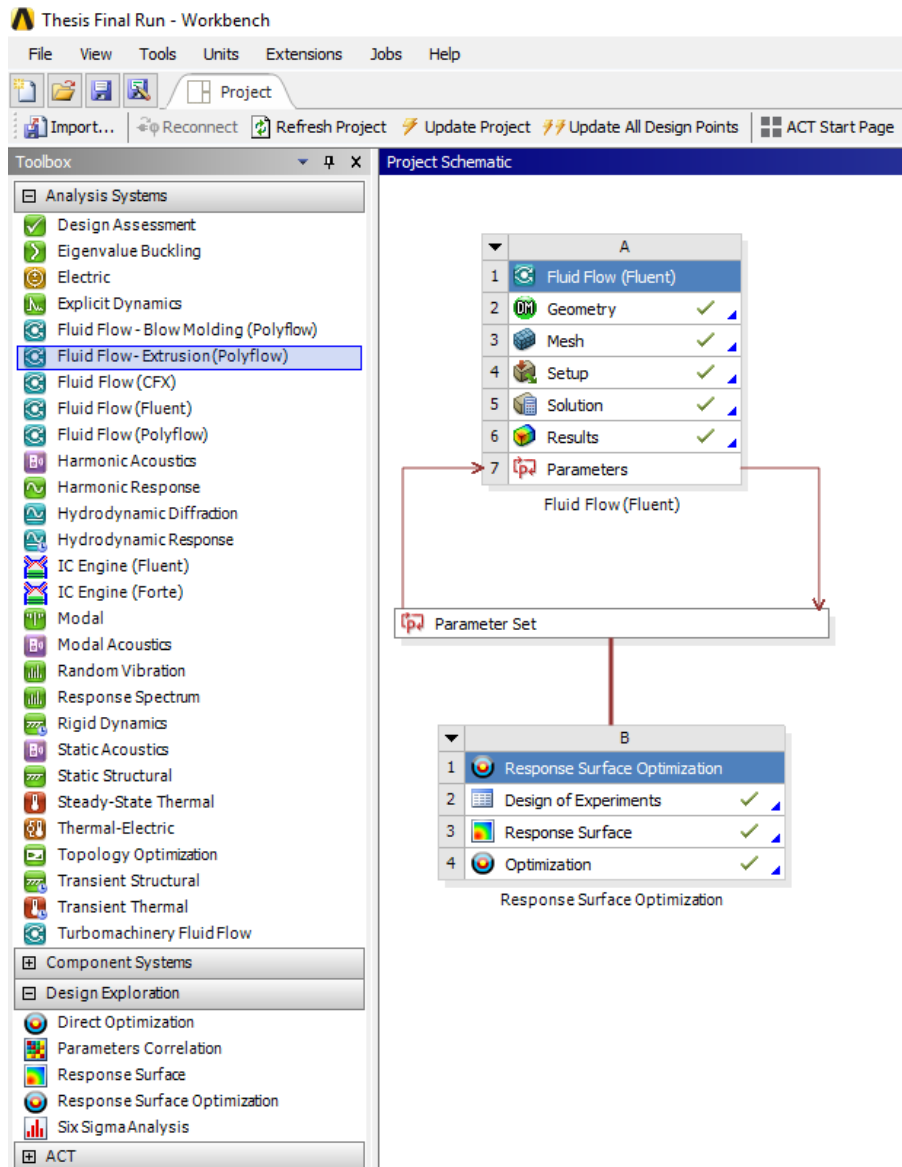 Thesis Final Run - Workbench
File View Tools Units Extensions Jobs Help
Project
Import... Reconnect Refresh Project Update Project Update All Design Points ACT Start Page
Toolbox
Analysis Systems
Design Assessment
Eigenvalue Buckling
Electric
Explicit Dynamics
Fluid Flow - Blow Molding (Polyflow)
Fluid Flow- Extrusion (Polyflow)
Fluid Flow (CFX)
Fluid Flow (Fluent)
Fluid Flow (Polyflow)
Harmonic Acoustics
Harmonic Response
Hydrodynamic Diffraction
Hydrodynamic Response
IC Engine (Fluent)
IC Engine (Forte)
Modal
Modal Acoustics
Random Vibration
Response Spectrum
Rigid Dynamics
Static Acoustics
Static Structural
Steady-State Thermal
Thermal-Electric
Topology Optimization
Transient Structural
Transient Thermal
Turbomachinery Fluid Flow
Component Systems
Design Exploration
Direct Optimization
Parameters Correlation
Response Surface
Response Surface Optimization
Six Sigma Analysis
ACT
Project Schematic
A
1 Fluid Flow (Fluent)
2 DM Geometry
3 Mesh
4 Setup
5 Solution
6 Results
7 Parameters
Fluid Flow (Fluent)
Parameter Set
B
1 Response Surface Optimization
2 Design of Experiments
3 Response Surface
4 Optimization
Response Surface Optimization